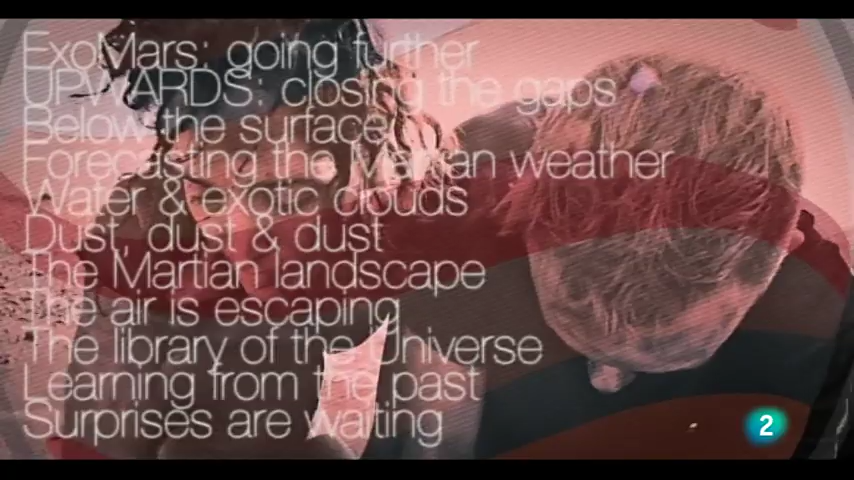 ExoMars: going further
UPWARDS: closing the gaps
Below the surface
Forecasting the Martian weather
Water & exotic clouds
Dust, dust & dust
The Martian landscape
The air is escaping
The library of the Universe
Learning from the past
Surprises are waiting
2